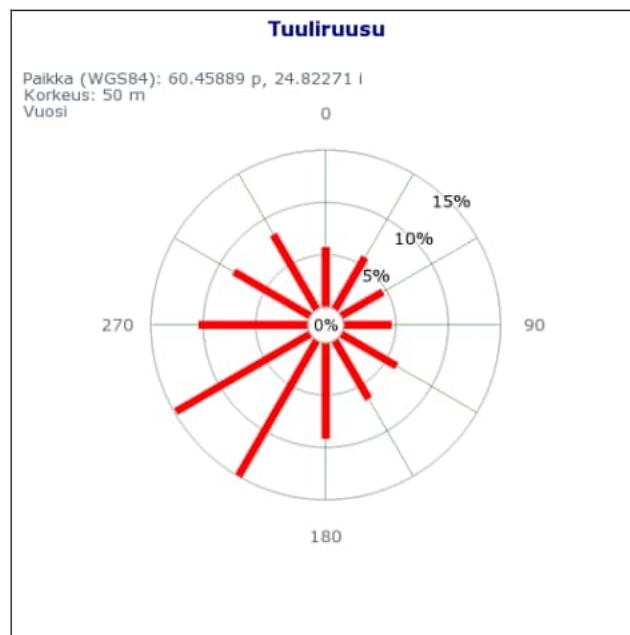 Tuuliruusu
Paikka (WGS84): 60.45889 p, 24.82271 i
Korkeus: 50 m
Vuosi
0
15%
10%
5%
270
0%
90
180